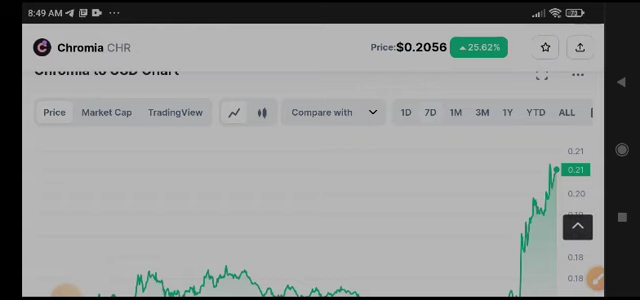 8:49 AM
73
Chromia CHR
Price:$0.2056 25.62%
Chromia to USD Chart
Price Market Cap TradingView Compare with 1D 7D 1M 3M 1Y YTD ALL
0.21
0.21
0.20
0.19
0.18
0.18